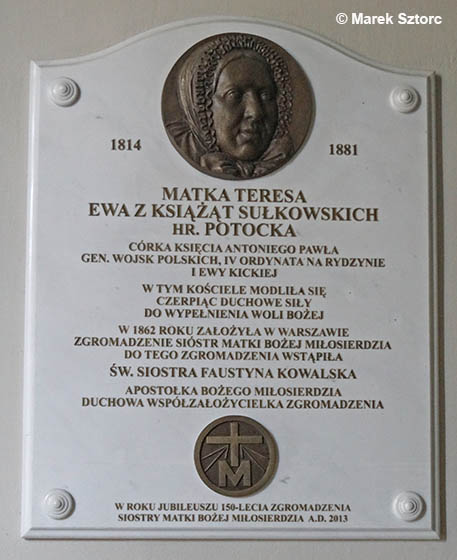 © Marek Sztorc
1814
1881
MATKA TERESA
EWA Z KSIĄŻĄT SUŁKOWSKICH
HR. POTOCKA
CÓRKA KSIĘCIA ANTONIEGO PAWŁA
GEN. WOJSK POLSKICH, IV ORDYNATA NA RYDZYNIE
I EWY KICKIEJ
W TYM KOŚCIELE MODLIŁA SIĘ
CZERPIĄC DUCHOWE SIŁY
DO WYPEŁNIENIA WOLI BOŻEJ
W 1862 ROKU ZAŁOŻYŁA W WARSZAWIE
ZGROMADZENIE SIÓSTR MATKI BOŻEJ MIŁOSIERDZIA
DO TEGO ZGROMADZENIA WSTĄPIŁA
ŚW. SIOSTRA FAUSTYNA KOWALSKA
APOSTOŁKA BOŻEGO MIŁOSIERDZIA
DUCHOWA WSPÓŁZAŁOŻYCIELKA ZGROMADZENIA
M
W ROKU JUBILEUSZU 150-LECIA ZGROMADZENIA
SIOSTRY MATKI BOŻEJ MIŁOSIERDZIA A.D. 2013